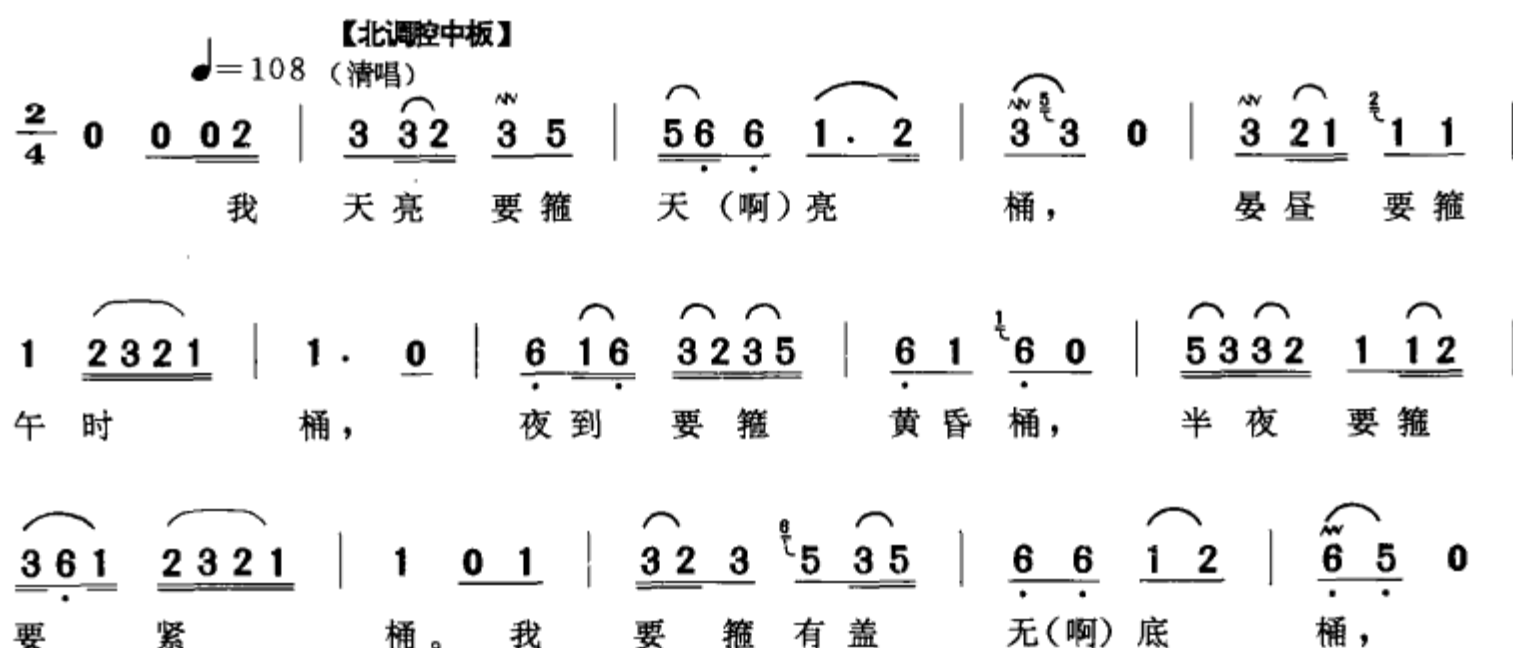 【北调腔中板】
♩=108 (清唱)
2/4 0 0 0 2 | 3 3 2 3 5 | 5 6 6 1 · 2 | 3 5 3 0 | 3 2 1 2 1 1 |
我 天亮 要箍 天(啊)亮 桶, 晏昼 要箍
1 2 3 2 1 | 1 · 0 | 6 1 6 3 2 3 5 | 6 1 1 6 0 | 5 3 3 2 1 1 2 |
午时 桶, 夜到 要箍 黄昏桶, 半夜 要箍
3 6 1 2 3 2 1 | 1 0 1 | 3 2 3 6 5 3 5 | 6 6 1 2 | 6 5 0
要 紧 桶。 我 要箍有盖 无(啊)底 桶,